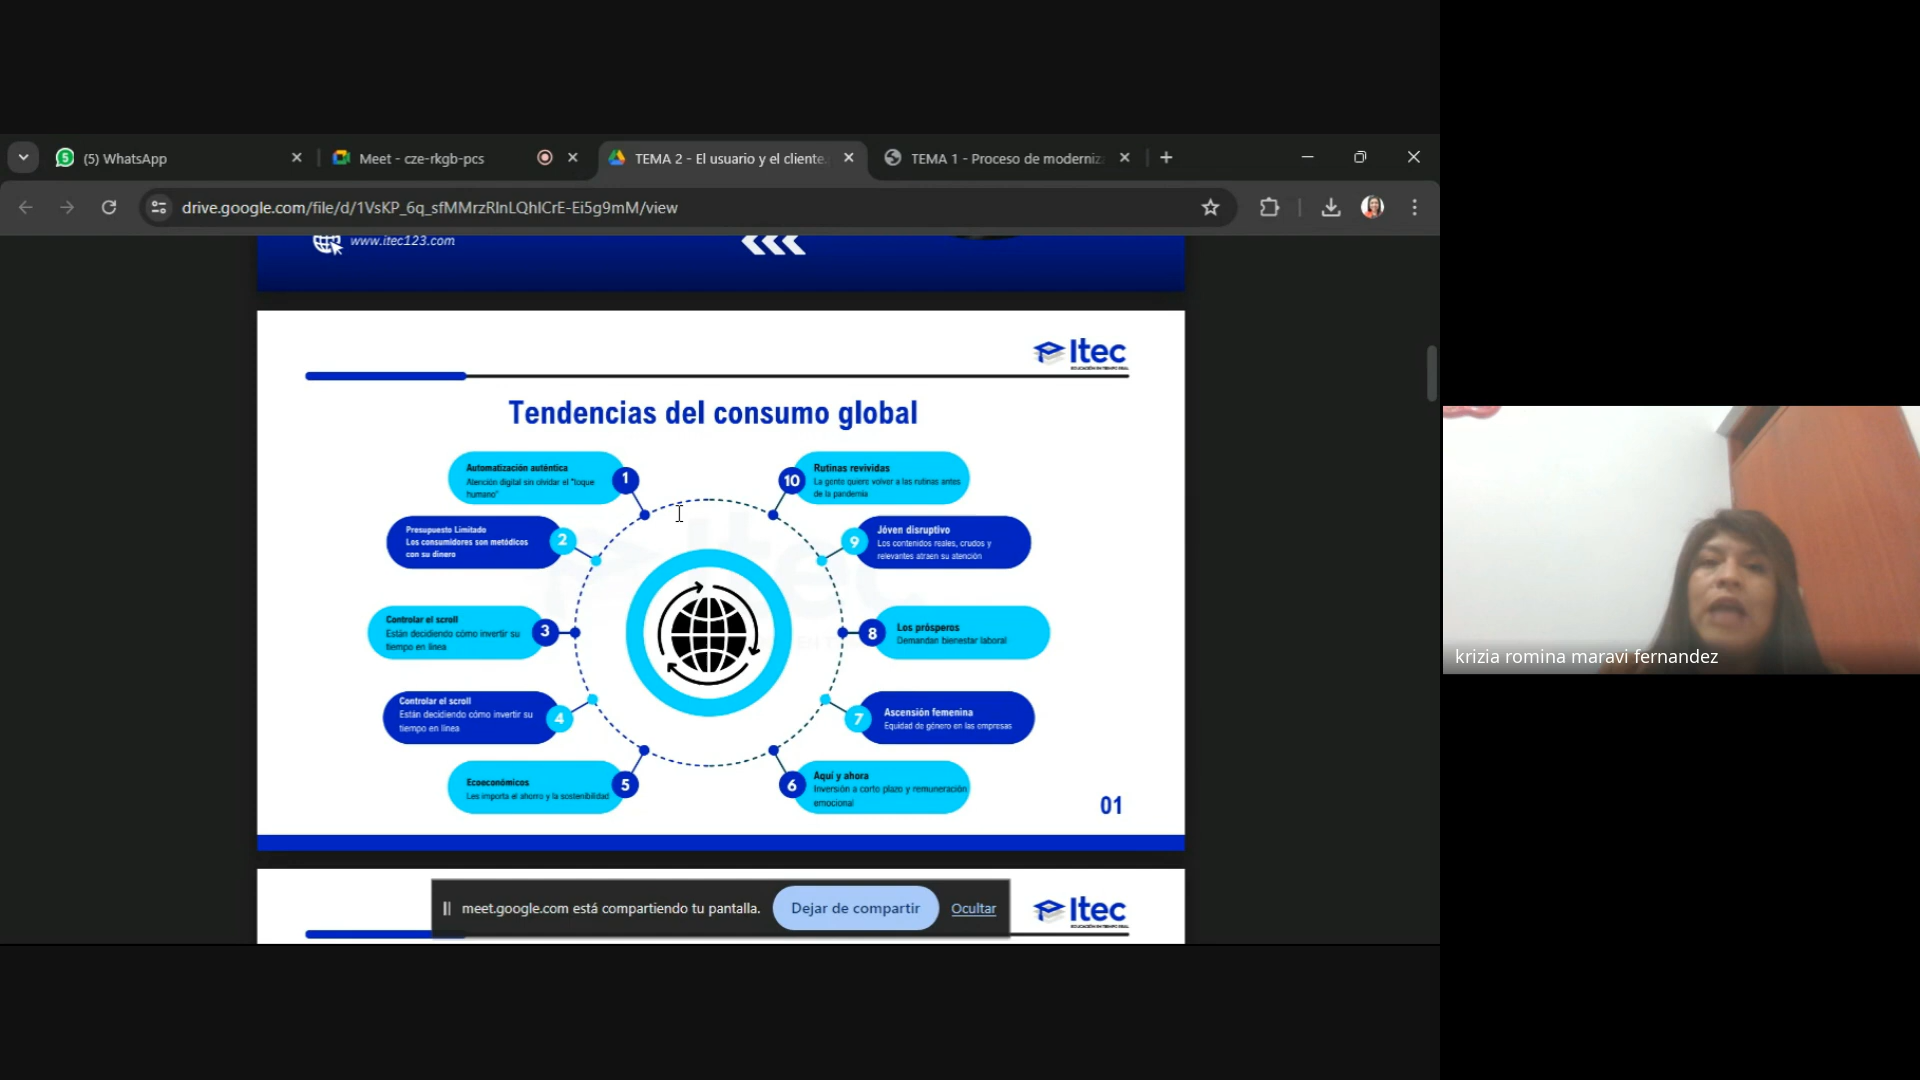 (5) WhatsApp
Meet - cze-rkgb-pcs
TEMA 2 - El usuario y el cliente.
TEMA 1 - Proceso de moderniz
drive.google.com/file/d/1VsKP_6q_sfMMrzRlnLQhlCrE-Ei5g9mM/view
www.itec123.com
Itec
Tendencias del consumo global
Automatización auténtica
Atención digital sin olvidar el "toque
humano"
1
Presupuesto Limitado
Los consumidores son metódicos
con su dinero
2
Controlar el scroll
Están decidiendo cómo invertir su
tiempo en línea
3
Controlar el scroll
Están decidiendo cómo invertir su
tiempo en línea
4
Ecoeconómicos
Les importa el ahorro y la sostenibilidad
5
10
Rutinas revividas
La gente quiere volver a las rutinas antes
de la pandemia
9
Jóven disruptivo
Los contenidos reales, crudos y
relevantes atraen su atención
8
Los prósperos
Demandan bienestar laboral
7
Ascensión femenina
Equidad de género en las empresas
6
Aquí y ahora
Inversión a corto plazo y remuneración
emocional
01
meet.google.com está compartiendo tu pantalla.
Dejar de compartir
Ocultar
Itec
krizia romina maravi fernandez